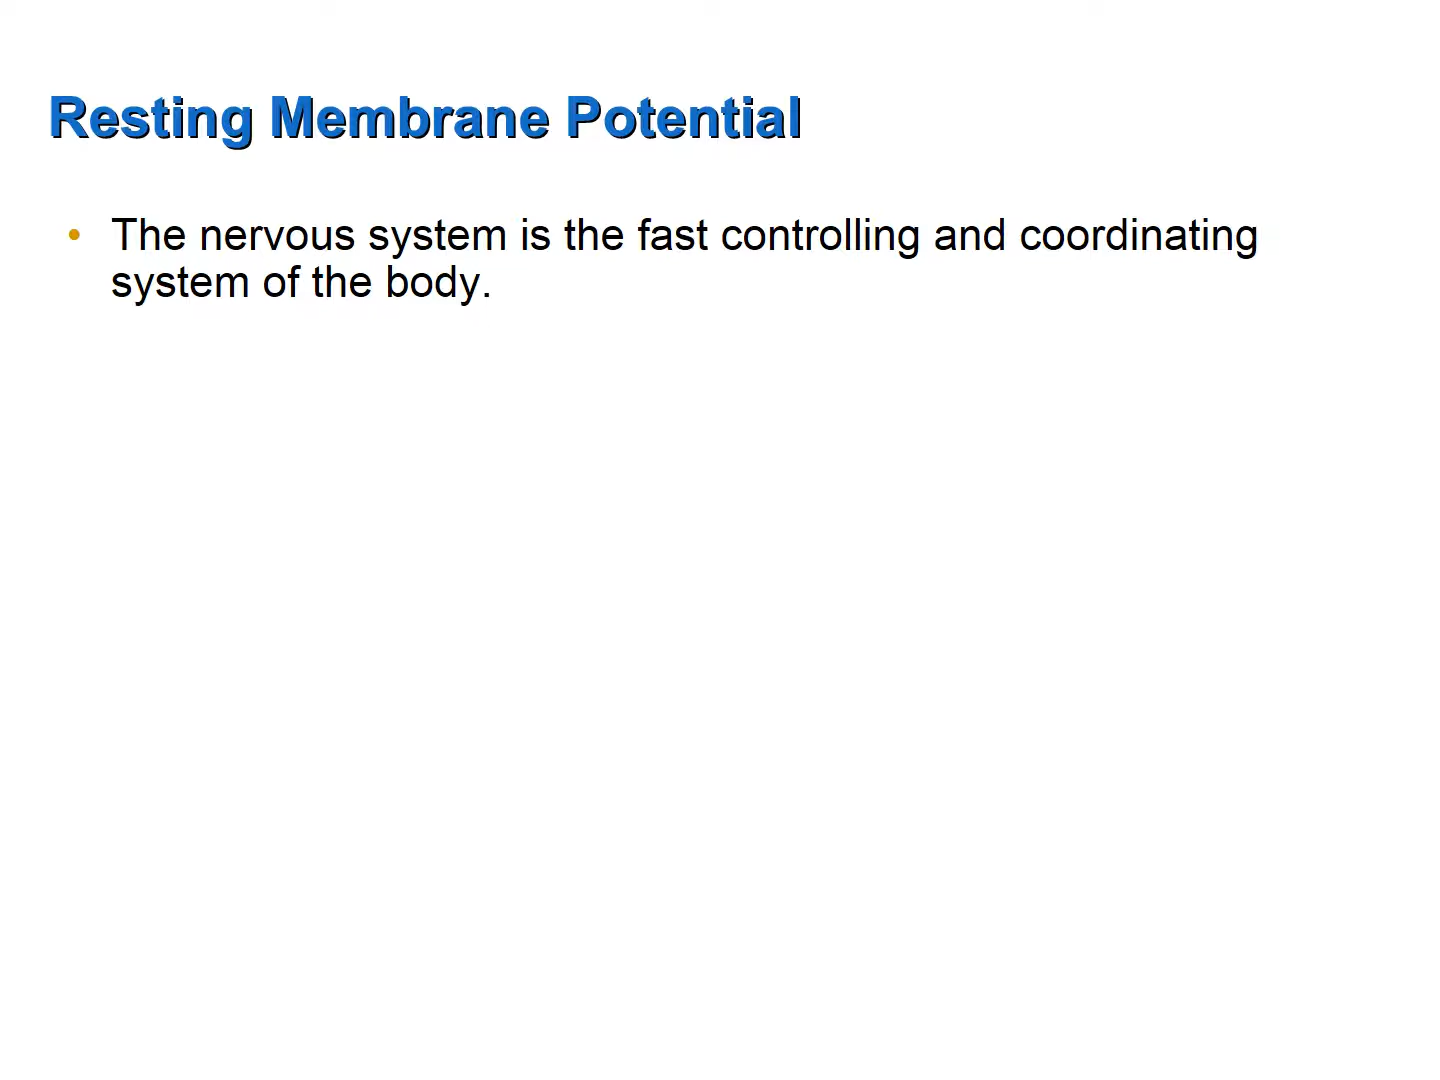 Resting Membrane Potential
• The nervous system is the fast controlling and coordinating
system of the body.